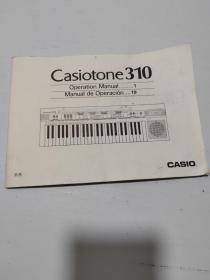 Casiotone 310
Operation Manual.....1
Manual de Operación...19
CASIO